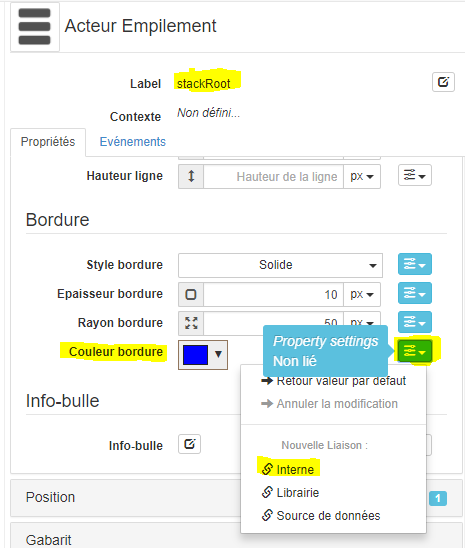 Acteur Empilement
Label stackRoot
Contexte Non défini...
Propriétés Evénements
Hauteur ligne Hauteur de la ligne px
Bordure
Style bordure Solide
Epaisseur bordure 10 px
Rayon bordure 50 px
Couleur bordure
Property settings
Non lié
Retour valeur par défaut
Annuler la modification
Info-bulle
Nouvelle Liaison :
Info-bulle
Interne
Librairie
Position 1
Source de données
Gabarit